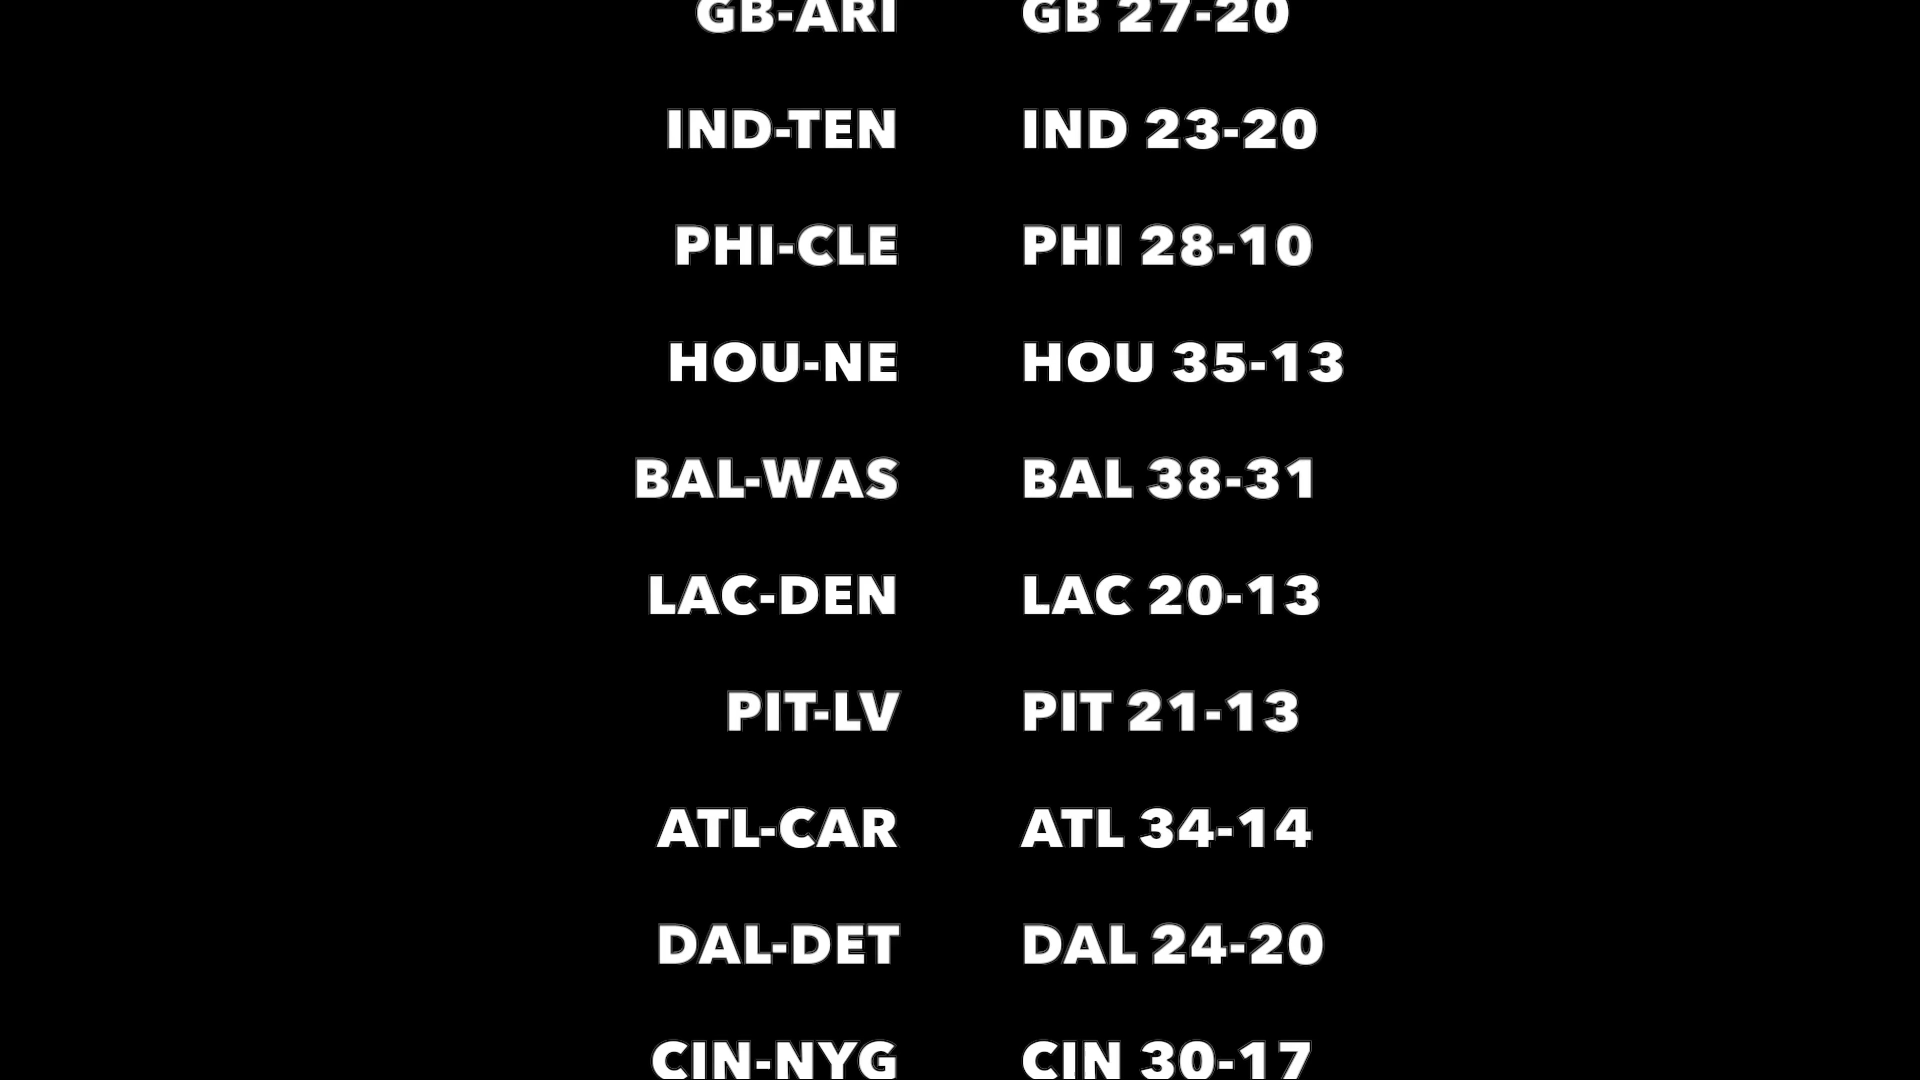 GB-ARI GB 27-20
IND-TEN IND 23-20
PHI-CLE PHI 28-10
HOU-NE HOU 35-13
BAL-WAS BAL 38-31
LAC-DEN LAC 20-13
PIT-LV PIT 21-13
ATL-CAR ATL 34-14
DAL-DET DAL 24-20
CIN-NYG CIN 30-17